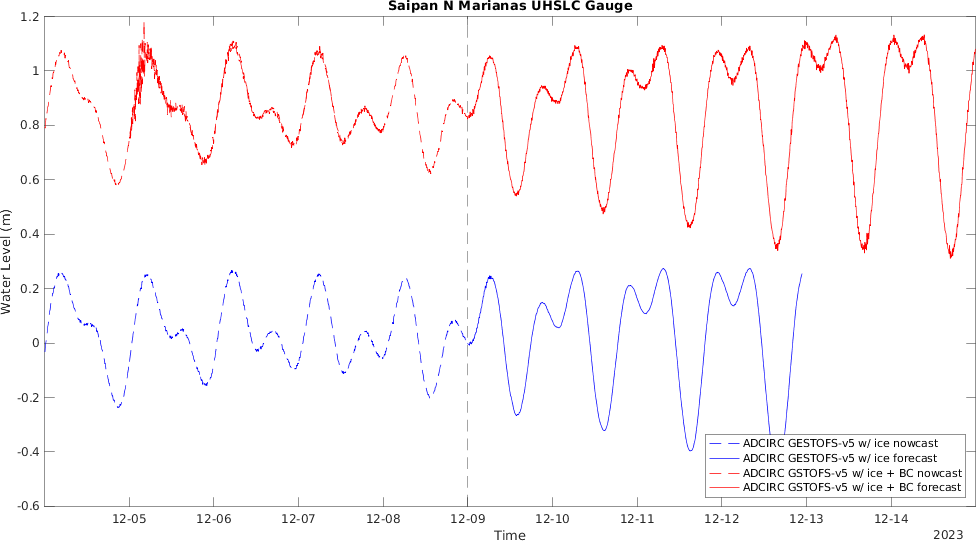 Saipan N Marianas UHSLC Gauge
1.2
1
0.8
0.6
0.4
0.2
0
-0.2
-0.4
-0.6
Water Level (m)
12-05 12-06 12-07 12-08 12-09 12-10 12-11 12-12 12-13 12-14
Time
2023
ADCIRC GESTOFS-v5 w/ ice nowcast
ADCIRC GESTOFS-v5 w/ ice forecast
ADCIRC GSTOFS-v5 w/ ice + BC nowcast
ADCIRC GSTOFS-v5 w/ ice + BC forecast